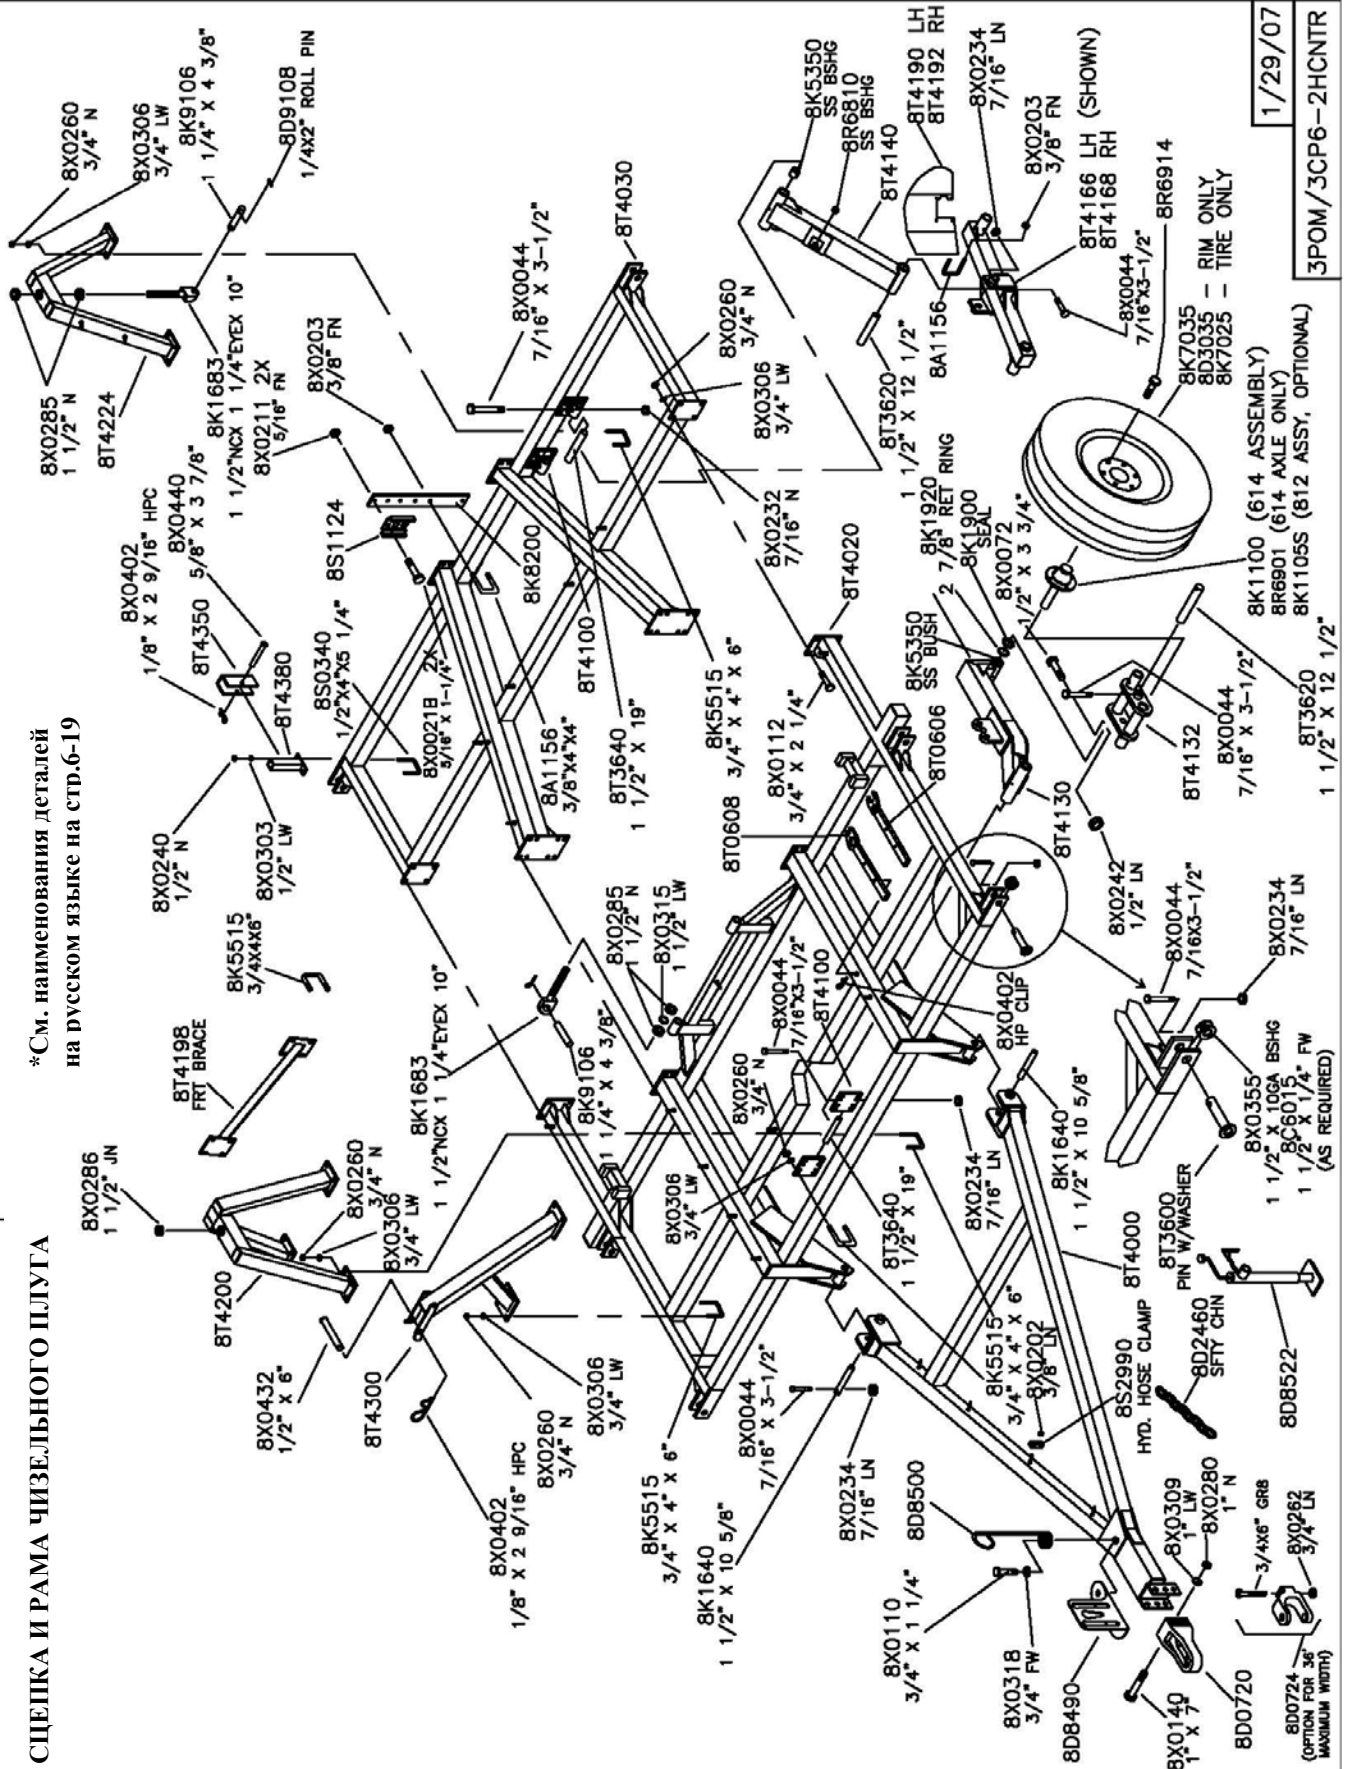 СЦЕПКА И РАМА ЧИЗЕЛЬНОГО ПЛУГА
*См. наименования деталей
на русском языке на стр.6-19
8X0286
1 1/2" JN
8T4200
8X0432
1/2" X 6"
8T4300
8X0402
1/8" X 2 9/16" HPC
8X0260
3/4" N
8X0306
3/4" LW
8X0260
3/4" N
8X0306
3/4" LW
8T4198
FRT BRACE
8K5515
3/4X4X6"
8K1683
1 1/2"NCX 1 1/4"EYEX 10"
8K9106
1 1/4" X 4 3/8"
8X0285
1 1/2" N
8X0315
1 1/2" LW
8X0240
1/2" N
8X0303
1/2" LW
8X0402
1/8" X 2 9/16" HPC
8T4350
8X0440
5/8" X 3 7/8"
8T4380
8S0340
1/2"X4"X5 1/4"
8X0021B 2X
5/16" X 1-1/4"
8A1156
3/8"X4"X4"
8S1124
8K8200
8X0285
1 1/2" N
8T4224
8K1683
1 1/2"NCX 1 1/4"EYEX 10"
8X0211 2X
5/16" FN
8X0203
3/8" FN
8X0260
3/4" N
8X0306
3/4" LW
8K9106
1 1/4" X 4 3/8"
8D9108
1/4X2" ROLL PIN
8X0044
7/16" X 3-1/2"
8T4030
8X0260
3/4" N
8X0306
3/4" LW
8X0232
7/16" N
8T4100
8T3640
1 1/2" X 19"
8K5515
3/4" X 4" X 6"
8X0112
3/4" X 2 1/4"
8T4020
8T0608
8T0606
8K5350
SS BSHG
8R6810
SS BSHG
8T4140
8T4190 LH
8T4192 RH
8X0234
7/16" LN
8X0203
3/8" FN
8T4166 LH (SHOWN)
8T4168 RH
8X0044
7/16"X3-1/2"
8A1156
8T3620
1 1/2" X 12 1/2"
8K1920
2 7/8" RET RING
8K1900
SEAL
8X0072
1/2" X 3 3/4"
8K5350
SS BUSH
8R6914
8K7035
8D3035 - RIM ONLY
8K7025 - TIRE ONLY
8K1100 (614 ASSEMBLY)
8R6901 (614 AXLE ONLY)
8K1105S (812 ASSY, OPTIONAL)
8T3620
1 1/2" X 12 1/2"
8X0044
7/16" X 3-1/2"
8T4132
8T4130
8X0242
1/2" LN
8X0044
7/16X3-1/2"
8X0234
7/16" LN
8X0355
1 1/2" X 10GA BSHG
8C6015
1 1/2" X 1/4" FW
(AS REQUIRED)
8T3600
PIN W/WASHER
8X0044
7/16"X3-1/2"
8T4100
8X0260
3/4" N
8X0306
3/4" LW
8X0402
HP CLIP
8T3640
1 1/2" X 19"
8X0234
7/16" LN
8K1640
1 1/2" X 10 5/8"
8T4000
8K5515
3/4" X 4" X 6"
8X0202
3/8" LN
8S2990
HYD. HOSE CLAMP
8D2460
SFTY CHN
8D8522
8K5515
3/4" X 4" X 6"
8X0044
7/16" X 3-1/2"
8K1640
1 1/2" X 10 5/8"
8X0234
7/16" LN
8D8500
8X0110
3/4" X 1 1/4"
8X0318
3/4" FW
8D8490
8X0140
1" X 7"
8D0720
8X0309
1" LW
8X0280
1" N
3/4X6" GR8
8X0262
3/4" LN
8D0724
(OPTION FOR 36'
MAXIMUM WIDTH)
1/29/07
3POM/3CP6-2HCNTR